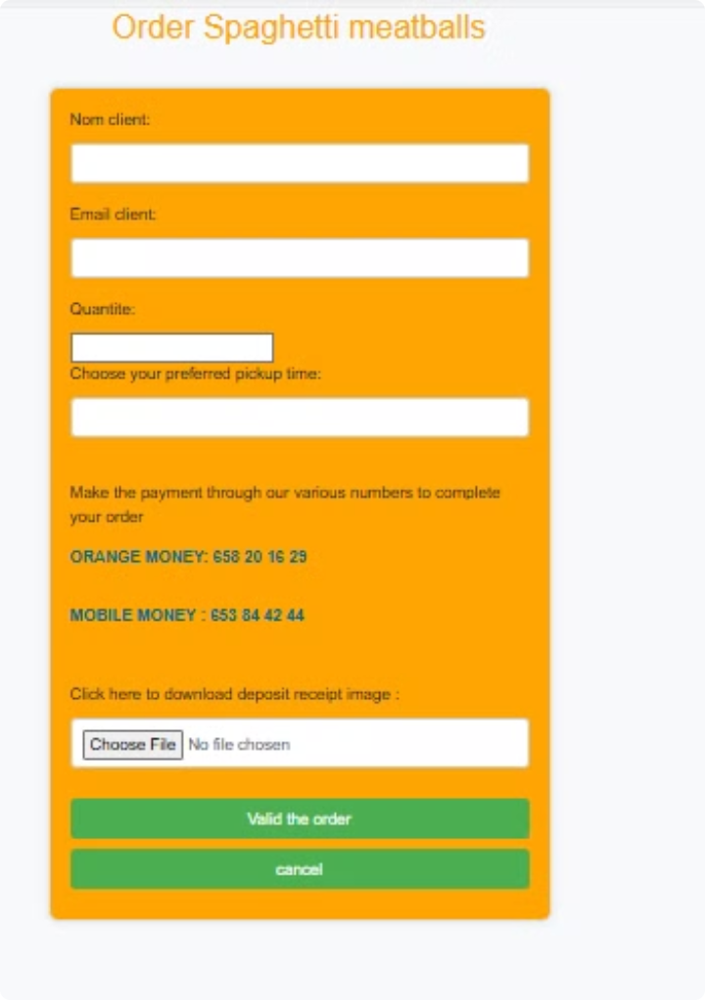 Order Spaghetti meatballs
Nom client:
Email client:
Quantite:
Choose your preferred pickup time:
Make the payment through our various numbers to complete
your order
ORANGE MONEY: 658 20 16 29
MOBILE MONEY : 653 84 42 44
Click here to download deposit receipt image :
Choose File No file chosen
Valid the order
cancel